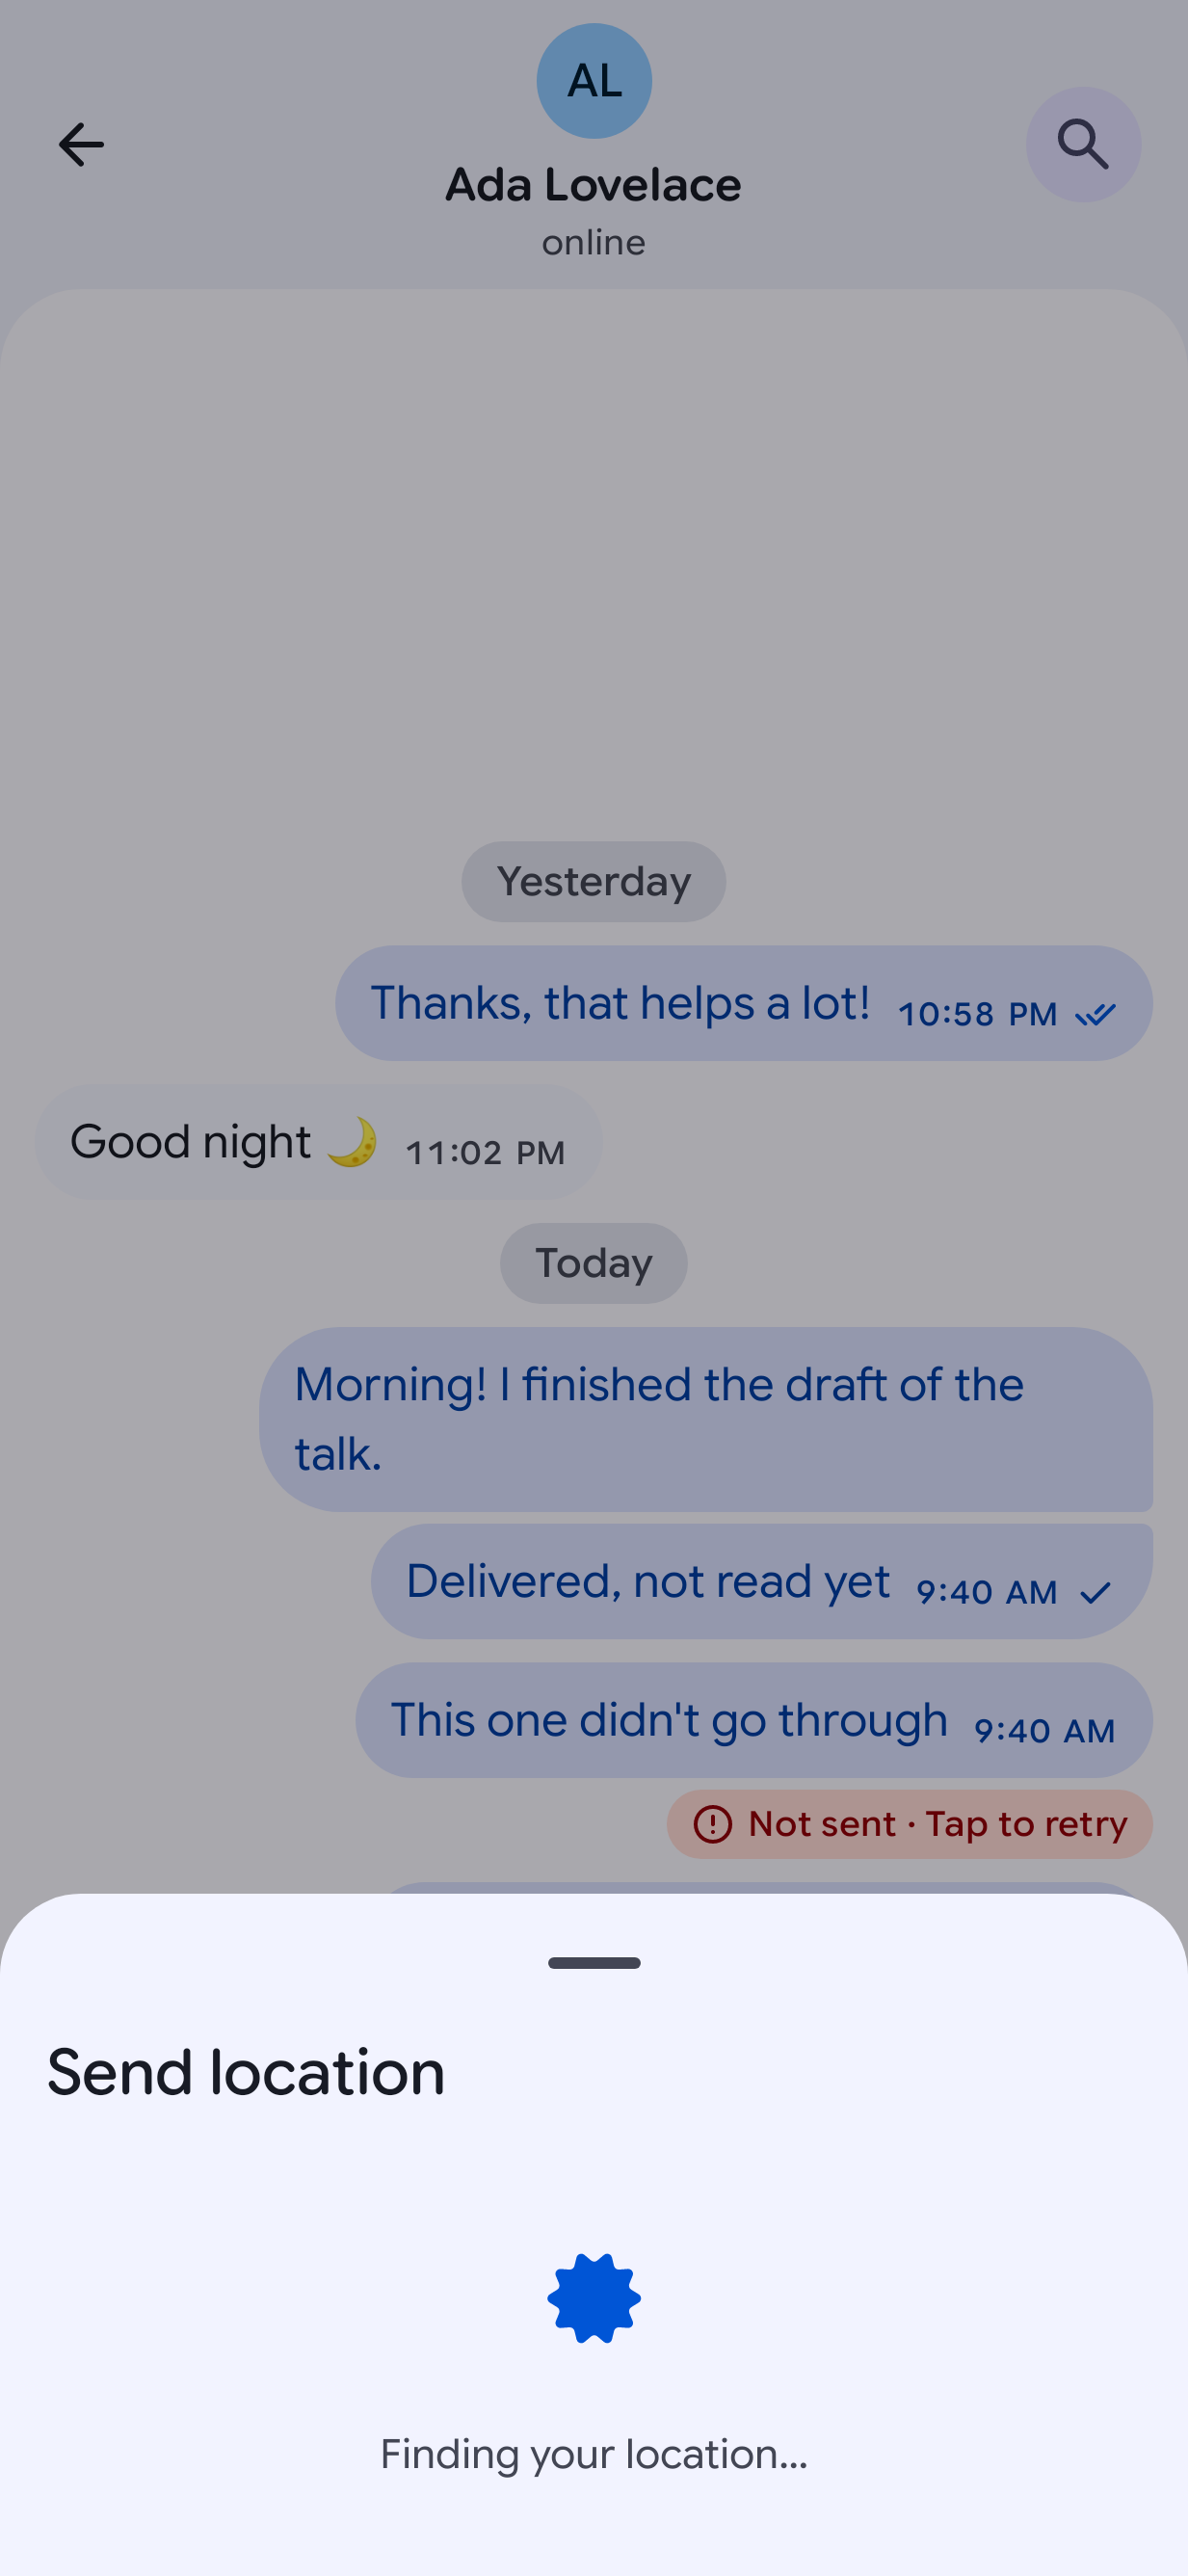 AL
Ada Lovelace
online
Yesterday
Thanks, that helps a lot! 10:58 PM
Good night 🌙 11:02 PM
Today
Morning! I finished the draft of the
talk.
Delivered, not read yet 9:40 AM
This one didn't go through 9:40 AM
Not sent · Tap to retry
Send location
Finding your location...